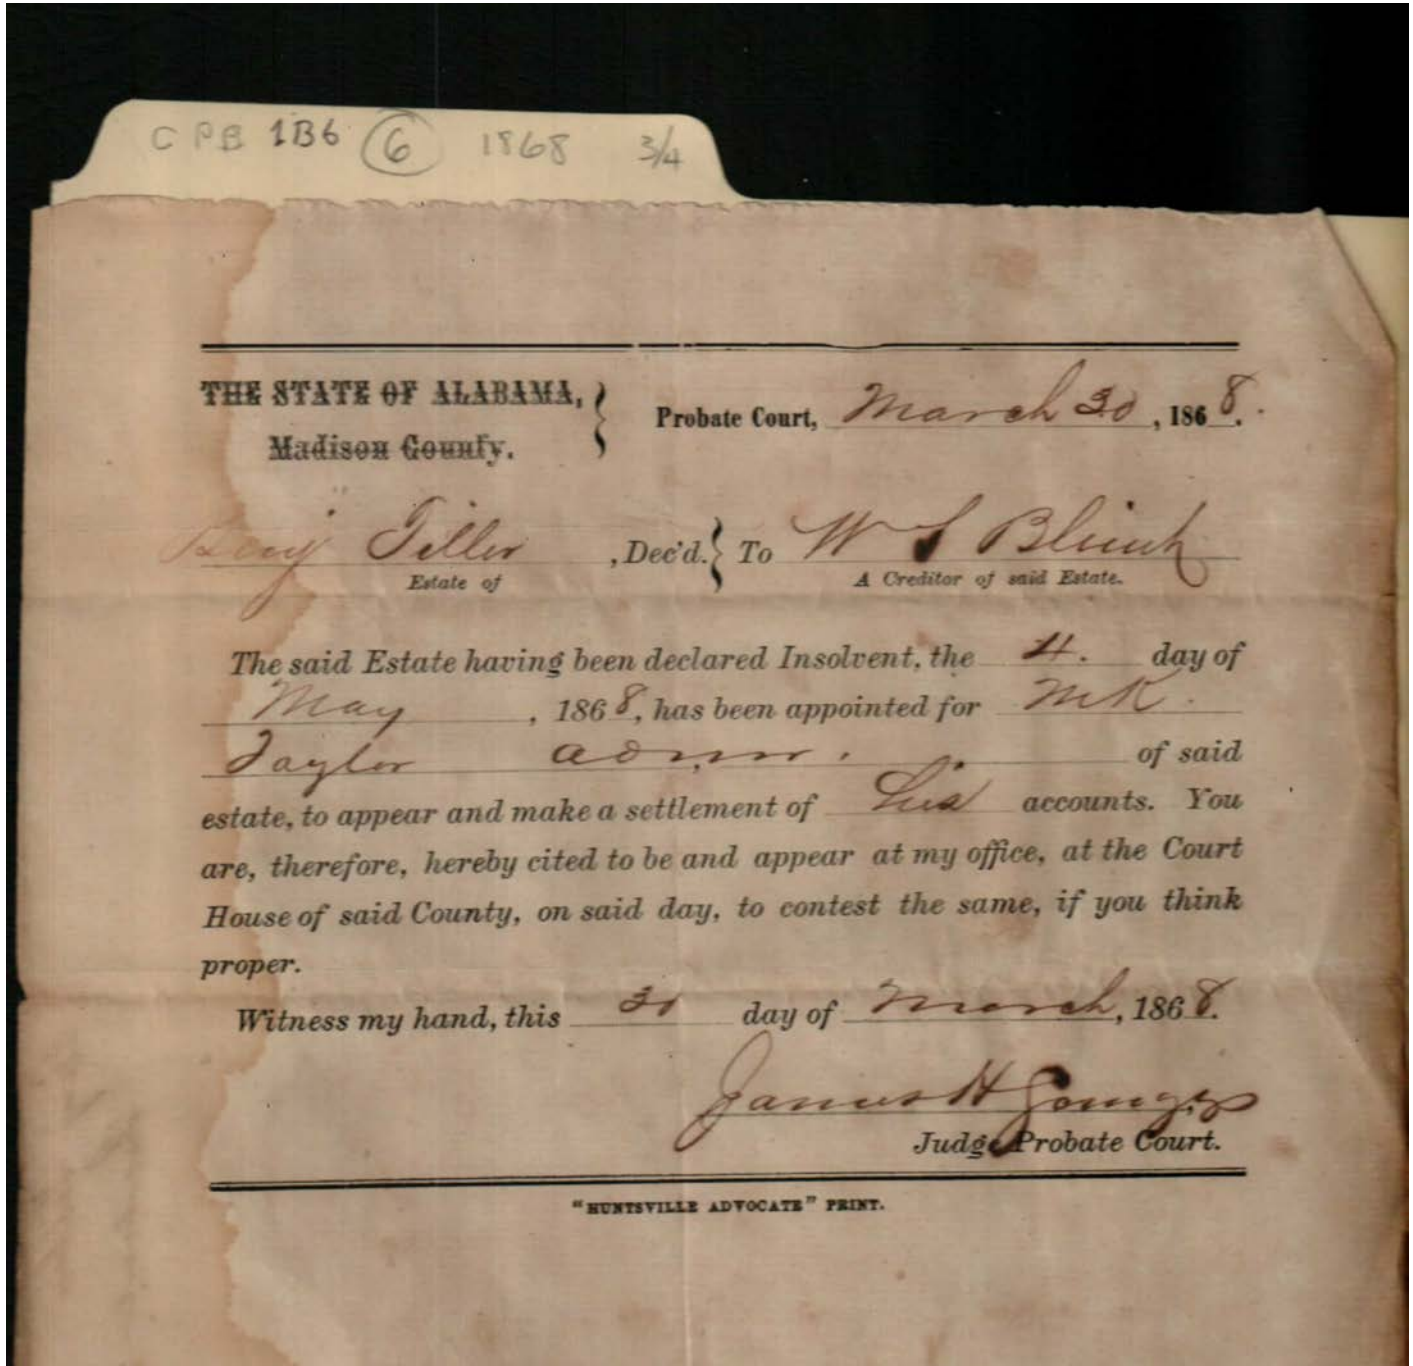 C PB 1B6 6 1868 3/4
THE STATE OF ALABAMA,
Madison County.
Probate Court, March 30, 1868.
Benj Tiller, Dec'd. To W
Estate of A Creditor of said Estate.
The said Estate having been declared Insolvent, the 4. day of
May, 1868, has been appointed for
Taylor Admr. of said
estate, to appear and make a settlement of his accounts. You
are, therefore, hereby cited to be and appear at my office, at the Court
House of said County, on said day, to contest the same, if you think
proper.
Witness my hand, this 30 day of March, 1868.
James H
Judge Probate Court.
"HUNTSVILLE ADVOCATE" PRINT.